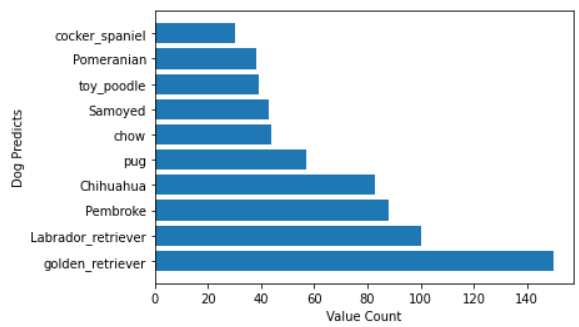 cocker_spaniel
Pomeranian
toy_poodle
Samoyed
chow
pug
Chihuahua
Pembroke
Labrador_retriever
golden_retriever
Dog Predicts
0 20 40 60 80 100 120 140
Value Count